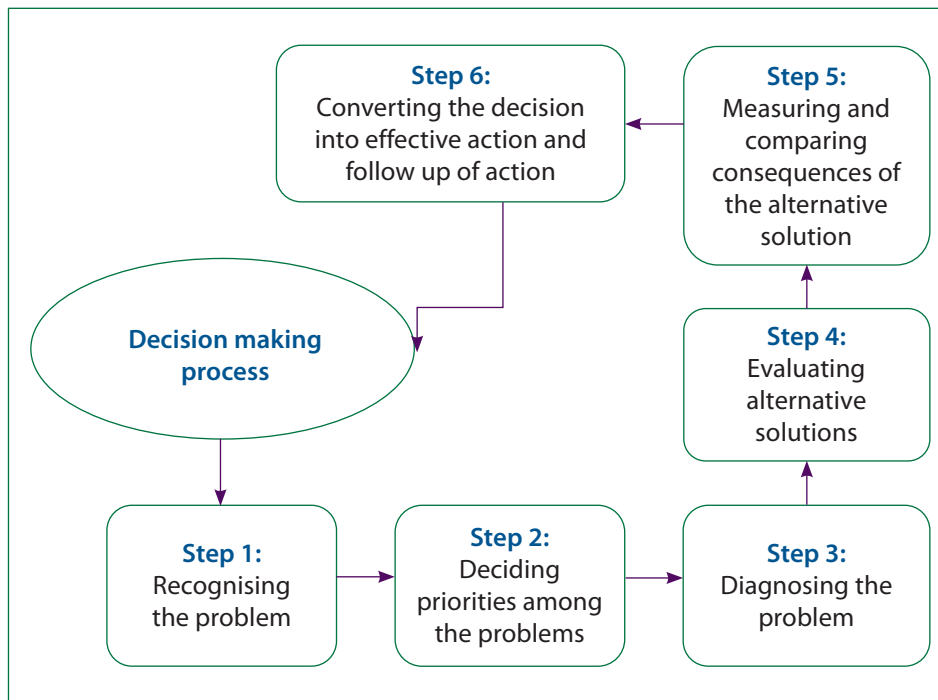 Decision making
process
Step 1:
Recognising
the problem
Step 2:
Deciding
priorities among
the problems
Step 3:
Diagnosing the
problem
Step 4:
Evaluating
alternative
solutions
Step 5:
Measuring and
comparing
consequences of
the alternative
solution
Step 6:
Converting the decision
into effective action and
follow up of action